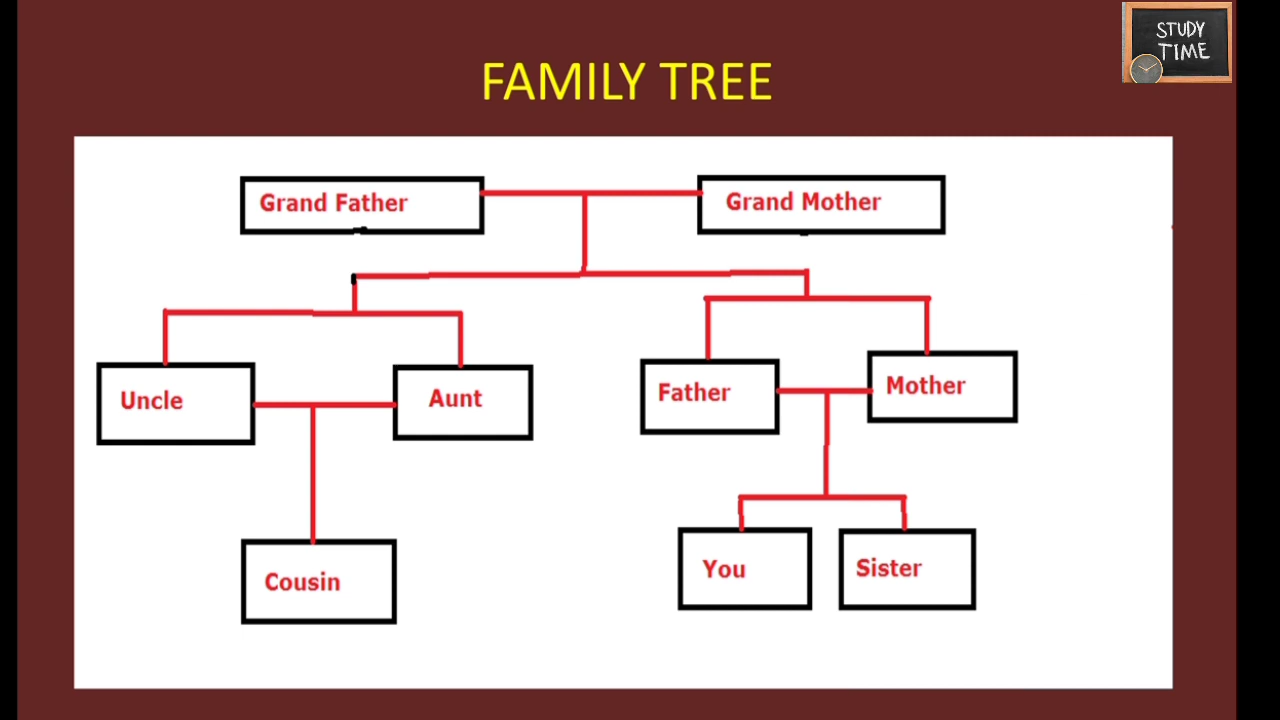 STUDY
TIME
FAMILY TREE
Grand Father
Grand Mother
Uncle
Aunt
Father
Mother
Cousin
You
Sister